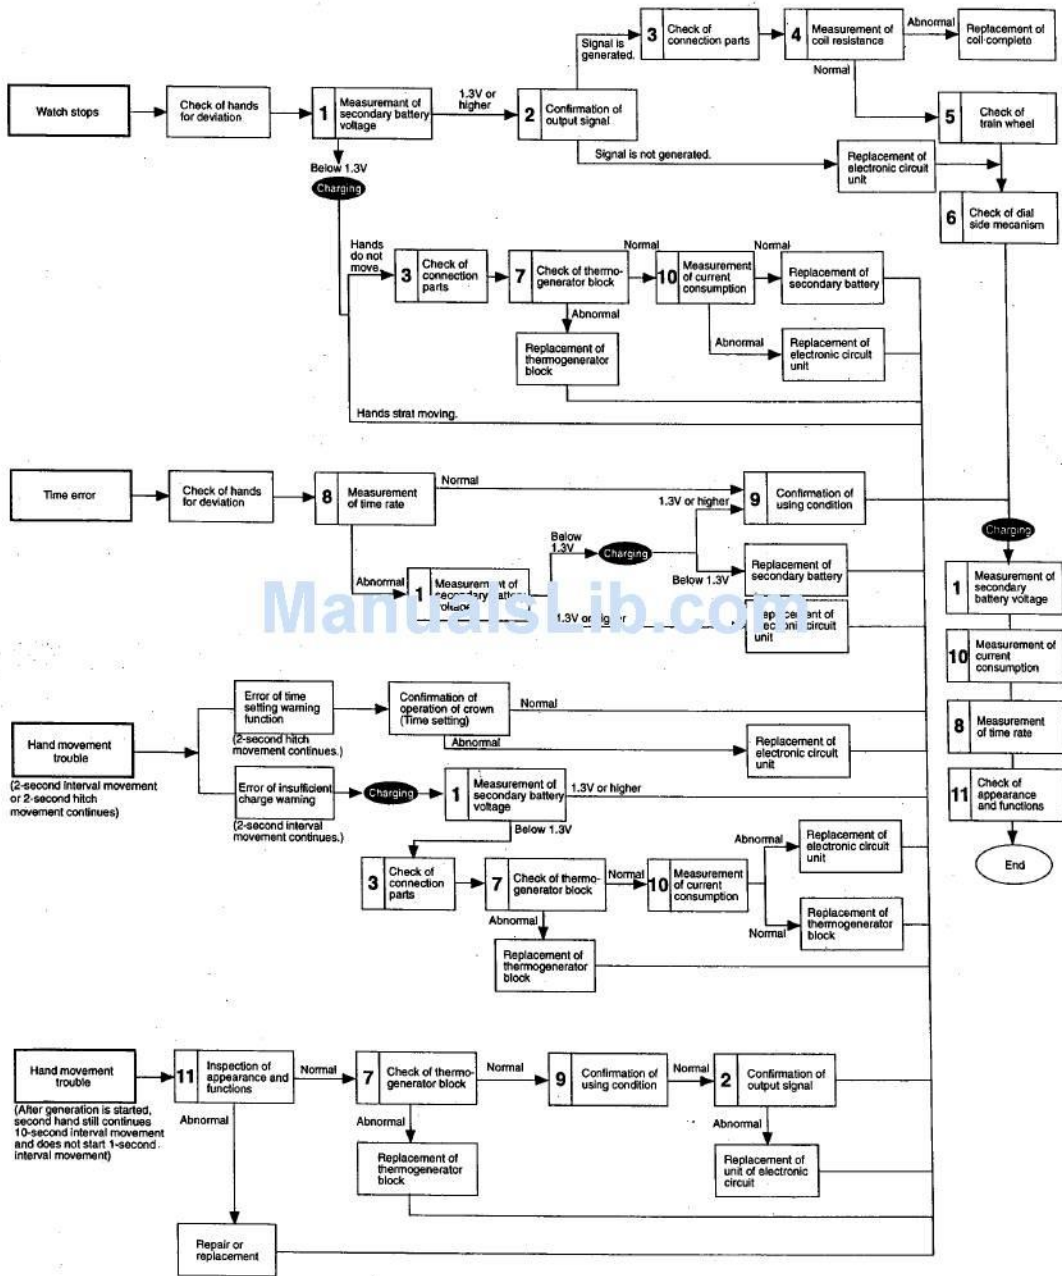 Watch stops
Check of hands
for deviation
1
Measuremant of
secondary battery
voltage
1.3V or
higher
2
Confirmation of
output signal
Signal is
generated.
3
Check of
connection parts
4
Measurement of
coil resistance
Abnormal
Replacement of
coil complete
Normal
5
Check of
train wheel
Signal is not generated.
Replacement of
electronic circuit
unit
6
Check of dial
side mecanism
Below 1.3V
Charging
Hands
do not
move.
3
Check of
connection
parts
7
Check of thermo-
generator block
Normal
10
Measurement
of current
consumption
Normal
Replacement of
secondary battery
Abnormal
Replacement of
thermogenerator
block
Abnormal
Replacement of
electronic circuit
unit
Hands strat moving.
Time error
Check of hands
for deviation
8
Measurement
of time rate
Normal
9
Confirmation of
using condition
1.3V or higher
Below
1.3V
Charging
Below 1.3V
Replacement of
secondary battery
Abnormal
1
Measurement of
secondary battery
voltage
1.3V or higher
Replacement of
electronic circuit
unit
ManualsLib.com
Charging
1
Measurement of
secondary
battery voltage
10
Measurement of
current
consumption
8
Measurement
of time rate
11
Check of
appearance
and functions
End
Hand movement
trouble
(2-second interval movement
or 2-second hitch
movement continues)
Error of time
setting warning
function
(2-second hitch
movement continues.)
Confirmation of
operation of crown
(Time setting)
Normal
Abnormal
Replacement of
electronic circuit
unit
Error of insufficient
charge warning
(2-second interval
movement continues.)
Charging
1
Measurement of
secondary battery
voltage
1.3V or higher
Below 1.3V
3
Check of
connection
parts
7
Check of thermo-
generator block
Normal
10
Measurement
of current
consumption
Abnormal
Replacement of
electronic circuit
unit
Normal
Replacement of
thermogenerator
block
Abnormal
Replacement of
thermogenerator
block
Hand movement
trouble
(After generation is started,
second hand still continues
10-second interval movement
and does not start 1-second
interval movement)
11
Inspection of
appearance and
functions
Normal
7
Check of thermo-
generator block
Normal
9
Confirmation of
using condition
Normal
2
Confirmation of
output signal
Abnormal
Abnormal
Replacement of
thermogenerator
block
Abnormal
Replacement of
unit of electronic
circuit
Repair or
replacement